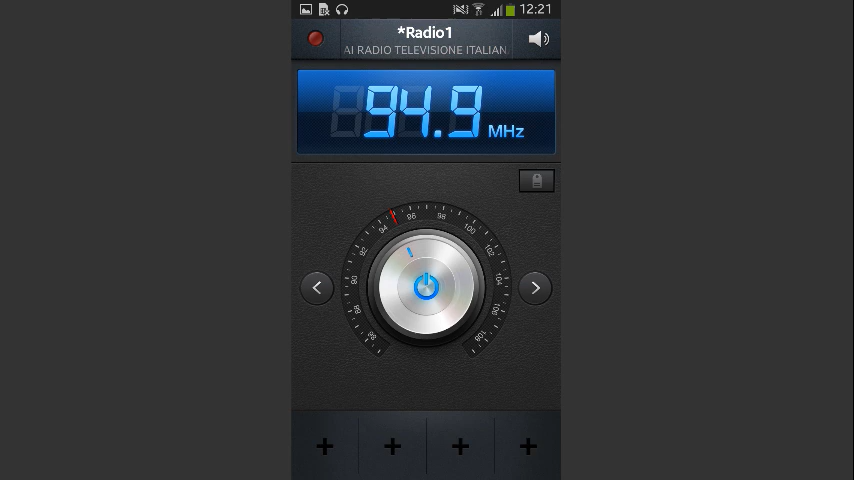 12:21
*Radio1
AI RADIO TELEVISIONE ITALIAN
94.9 MHz
94 96 98 100
92 102
90 104
88 106
86 108